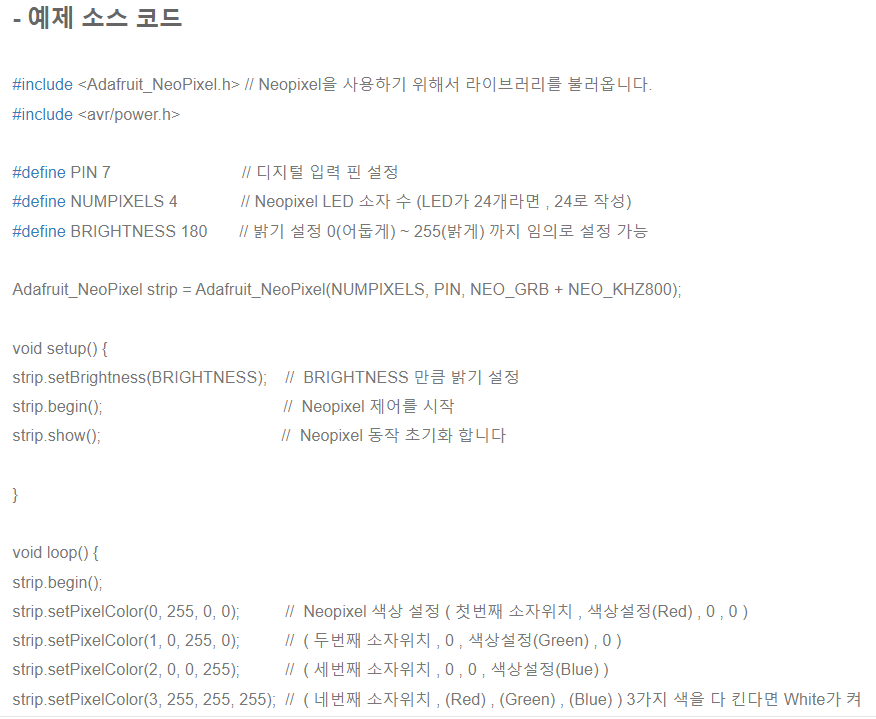 - 예제 소스 코드
#include <Adafruit_NeoPixel.h> // Neopixel을 사용하기 위해서 라이브러리를 불러옵니다.
#include <avr/power.h>
#define PIN 7 // 디지털 입력 핀 설정
#define NUMPIXELS 4 // Neopixel LED 소자 수 (LED가 24개라면 , 24로 작성)
#define BRIGHTNESS 180 // 밝기 설정 0(어둡게) ~ 255(밝게) 까지 임의로 설정 가능
Adafruit_NeoPixel strip = Adafruit_NeoPixel(NUMPIXELS, PIN, NEO_GRB + NEO_KHZ800);
void setup() {
strip.setBrightness(BRIGHTNESS); // BRIGHTNESS 만큼 밝기 설정
strip.begin(); // Neopixel 제어를 시작
strip.show(); // Neopixel 동작 초기화 합니다
}
void loop() {
strip.begin();
strip.setPixelColor(0, 255, 0, 0); // Neopixel 색상 설정 ( 첫번째 소자위치 , 색상설정(Red) , 0 , 0 )
strip.setPixelColor(1, 0, 255, 0); // ( 두번째 소자위치 , 0 , 색상설정(Green) , 0 )
strip.setPixelColor(2, 0, 0, 255); // ( 세번째 소자위치 , 0 , 0 , 색상설정(Blue) )
strip.setPixelColor(3, 255, 255, 255); // ( 네번째 소자위치 , (Red) , (Green) , (Blue) ) 3가지 색을 다 킨다면 White가 켜